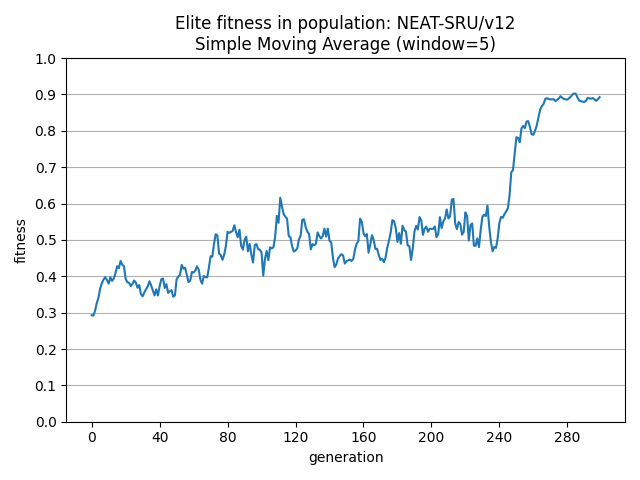 Elite fitness in population: NEAT-SRU/v12
Simple Moving Average (window=5)
1.0
0.9
0.8
0.7
0.6
0.5
0.4
0.3
0.2
0.1
0.0
fitness
0 40 80 120 160 200 240 280
generation